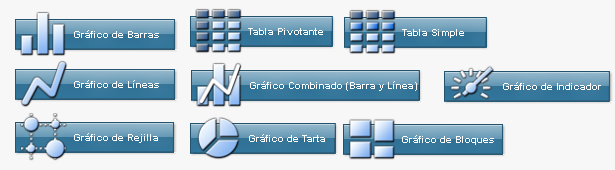 Gráfico de Barras
Tabla Pivotante
Tabla Simple
Gráfico de Líneas
Gráfico Combinado (Barra y Línea)
Gráfico de Indicador
Gráfico de Rejilla
Gráfico de Tarta
Gráfico de Bloques